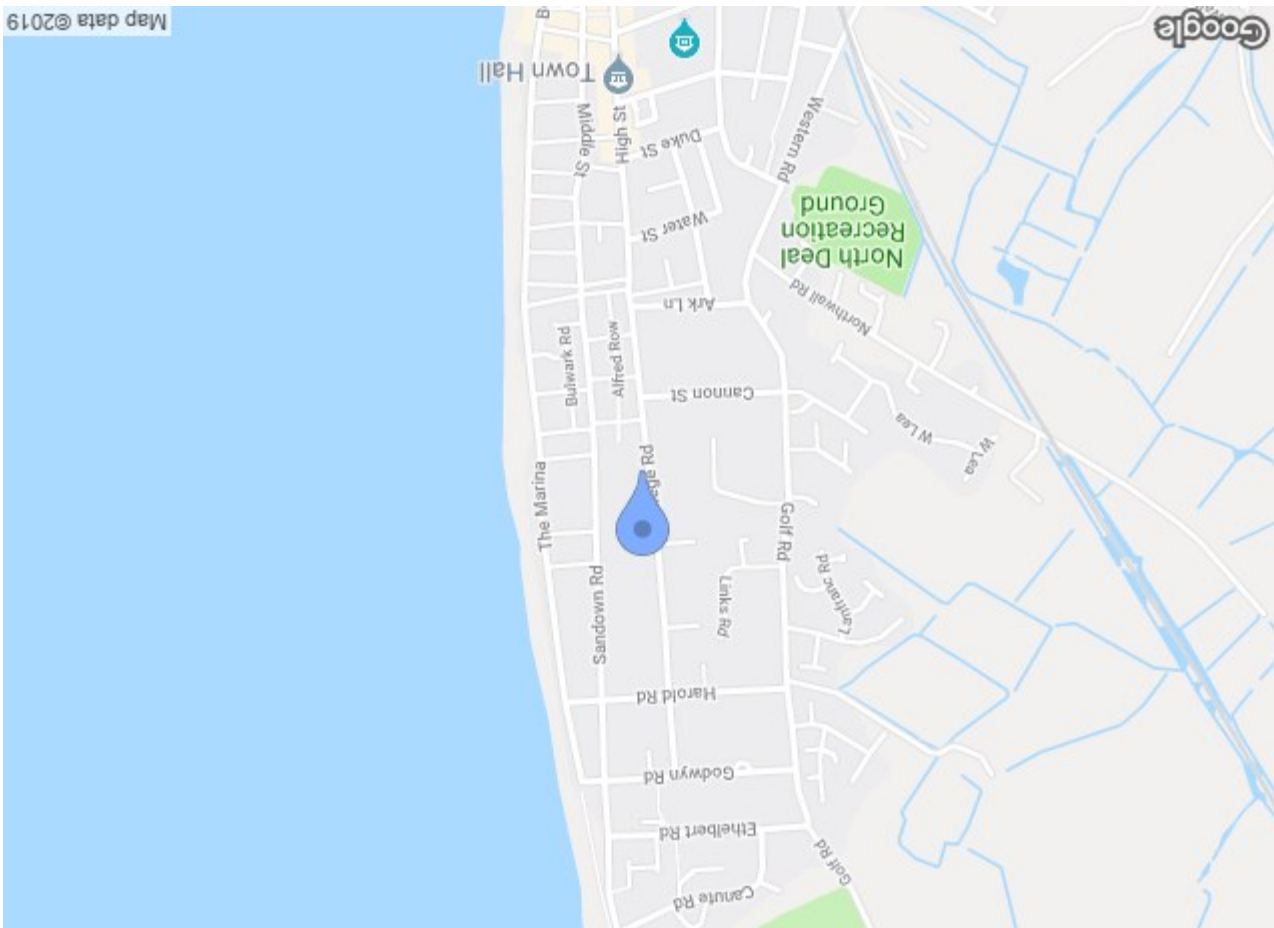 Canute Rd
Golf Rd
Ethelbert Rd
Godwyn Rd
Harold Rd
Sandown Rd
Links Rd
Lanfranc Rd
Golf Rd
The Marina
ege Rd
W Lea
W Lea
Cannon St
Alfred Row
Bulwark Rd
Northwall Rd
Ark Ln
North Deal
Recreation
Ground
Water St
Western Rd
Duke St
High St
Middle St
Town Hall
Google
Map data ©2019